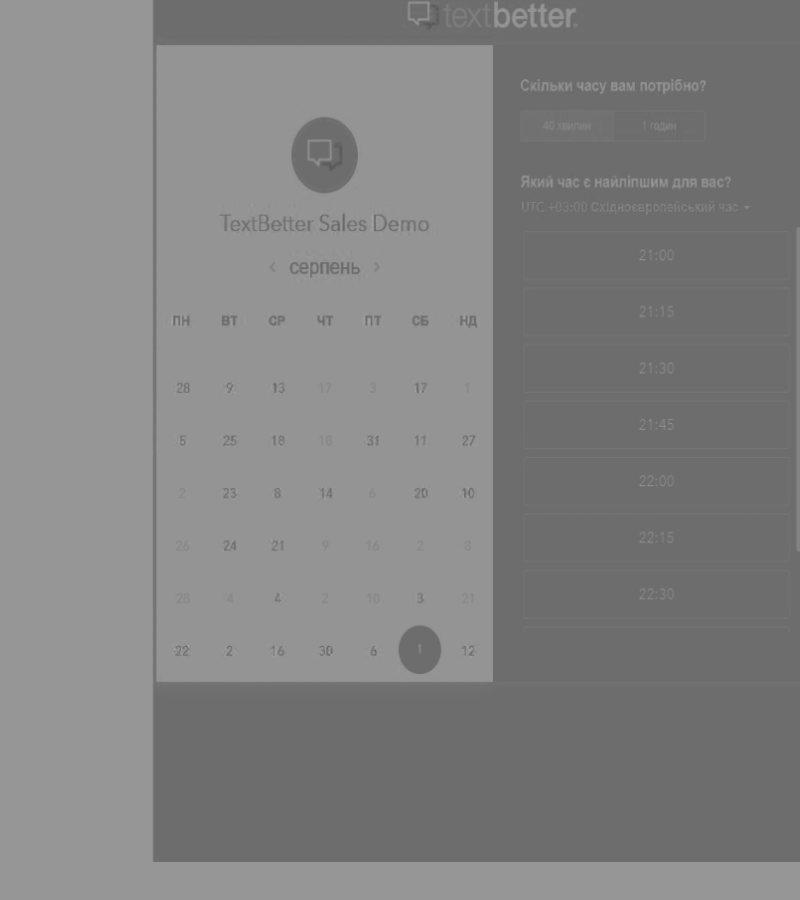 textbetter.
TextBetter Sales Demo
серпень
ПН ВТ СР ЧТ ПТ СБ НД
28 9 13 17 3 17 1
5 25 18 18 31 11 27
2 23 8 14 6 20 10
26 24 21 9 16 2 8
28 4 4 2 10 3 21
22 2 16 30 6 1 12
Скільки часу вам потрібно?
40 хвилин 1 годин
Який час є найліпшим для вас?
UTC +03:00 Східноєвропейський час
21:00
21:15
21:30
21:45
22:00
22:15
22:30